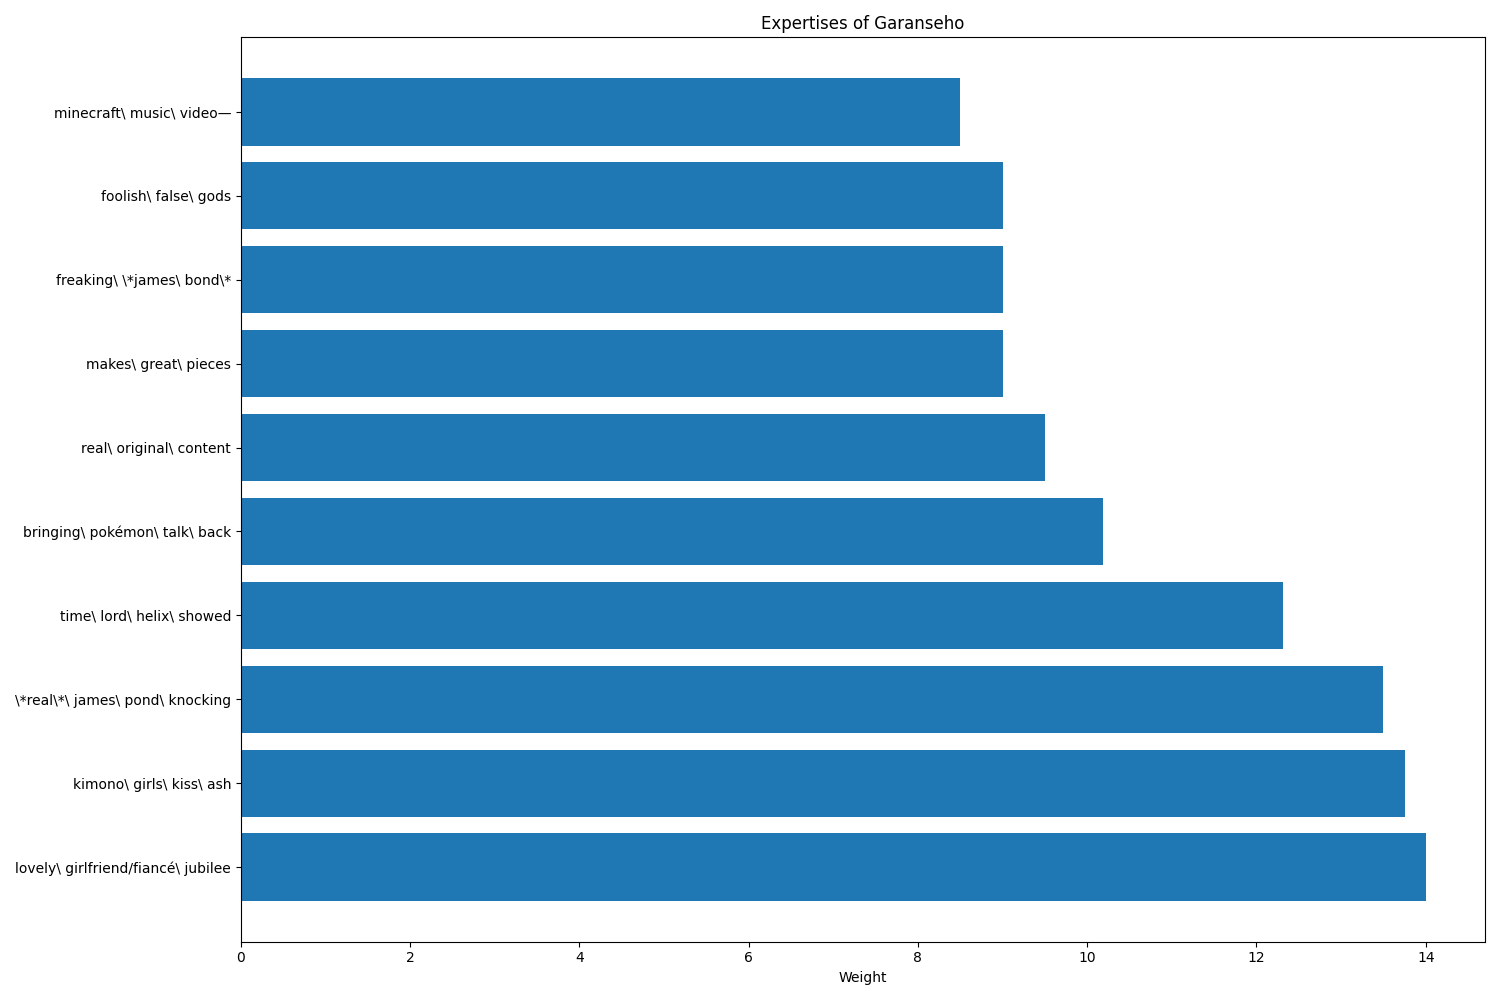 Expertises of Garanseho
minecraft\ music\ video—
foolish\ false\ gods
freaking\ \*james\ bond\*
makes\ great\ pieces
real\ original\ content
bringing\ pokémon\ talk\ back
time\ lord\ helix\ showed
\*real\*\ james\ pond\ knocking
kimono\ girls\ kiss\ ash
lovely\ girlfriend/fiancé\ jubilee
0 2 4 6 8 10 12 14
Weight